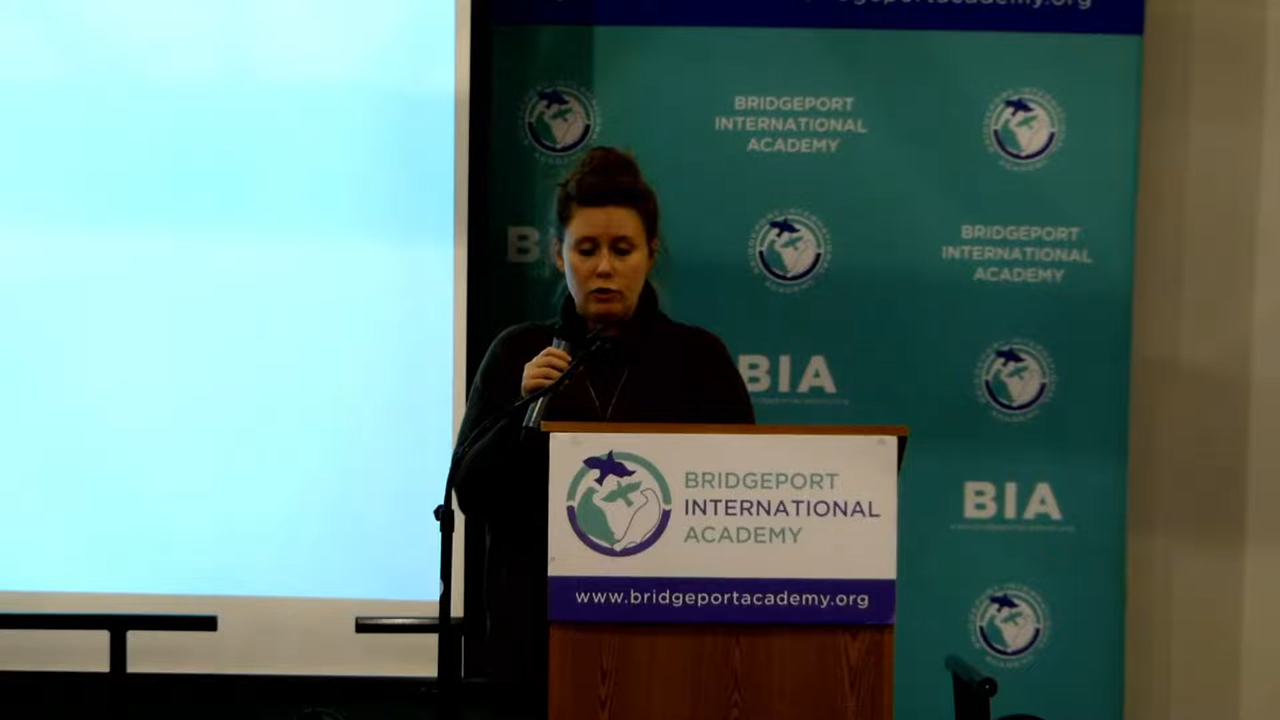 BRIDGEPORT
INTERNATIONAL
ACADEMY
B
BRIDGEPORT
INTERNATIONAL
ACADEMY
BIA
BIA
BRIDGEPORT
INTERNATIONAL
ACADEMY
www.bridgeportacademy.org